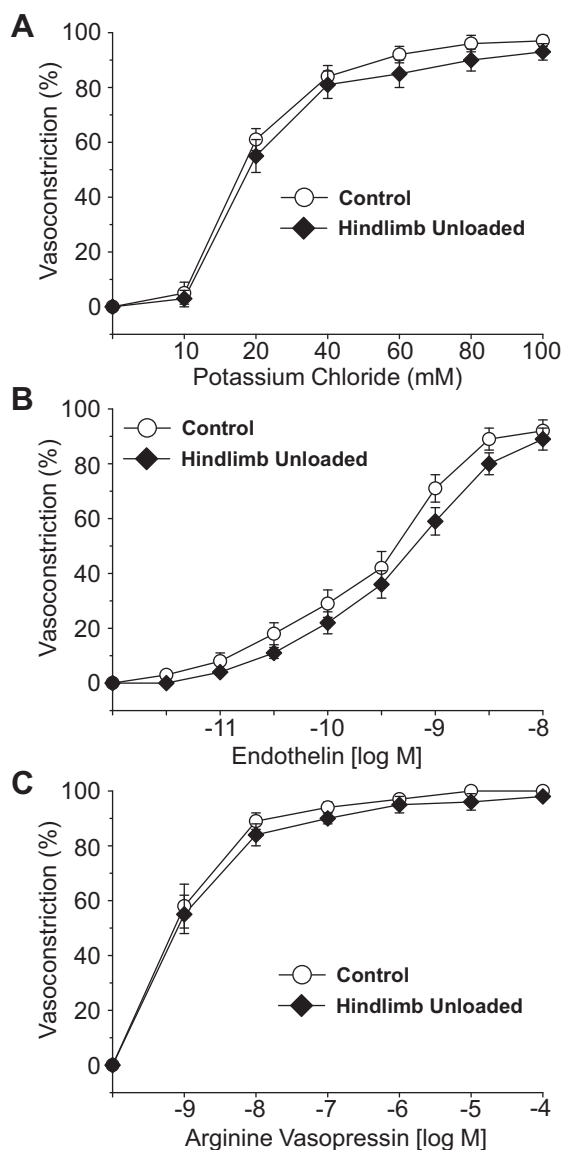 A
Vasoconstriction (%)
100
80
60
40
20
0
Control
Hindlimb Unloaded
10 20 40 60 80 100
Potassium Chloride (mM)
B
Vasoconstriction (%)
100
80
60
40
20
0
Control
Hindlimb Unloaded
-11 -10 -9 -8
Endothelin [log M]
C
Vasoconstriction (%)
100
80
60
40
20
0
Control
Hindlimb Unloaded
-9 -8 -7 -6 -5 -4
Arginine Vasopressin [log M]